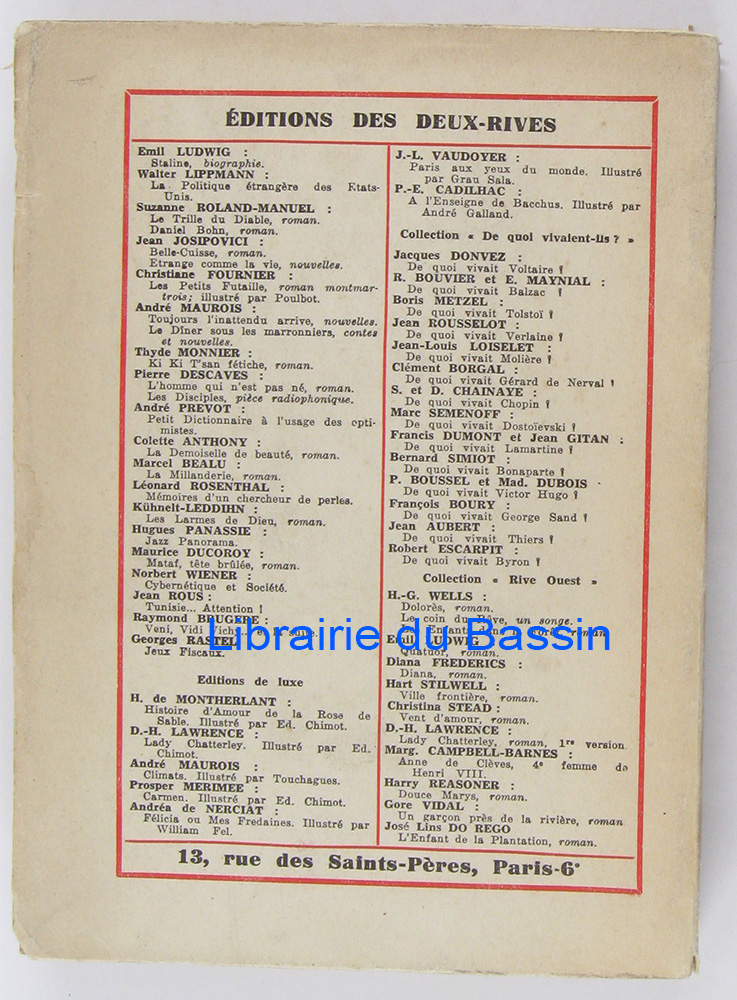 ÉDITIONS DES DEUX-RIVES
Emil LUDWIG :
Staline, biographie.
Walter LIPPMANN :
La Politique étrangère des Etats-
Unis.
Suzanne ROLAND-MANUEL :
Le Trille du Diable, roman.
Daniel Bohn, roman.
Jean JOSIPOVICI :
Belle-Cuisse, roman.
Etrange comme la vie, nouvelles.
Christiane FOURNIER :
Les Petits Futaille, roman montmar-
trois; illustré par Poulbot.
André MAUROIS :
Toujours l'inattendu arrive, nouvelles.
Le Dîner sous les marronniers, contes
et nouvelles.
Thyde MONNIER :
Ki Ki T'san fétiche, roman.
Pierre DESCAVES :
L'homme qui n'est pas né, roman.
Les Disciples, pièce radiophonique.
André PREVOT :
Petit Dictionnaire à l'usage des opti-
mistes.
Colette ANTHONY :
La Demoiselle de beauté, roman.
Marcel BEALU :
La Millanderie, roman.
Léonard ROSENTHAL :
Mémoires d'un chercheur de perles.
Kühnelt-LEDDIHN :
Les Larmes de Dieu, roman.
Hugues PANASSIE :
Jazz Panorama.
Maurice DUCOROY :
Mataf, tête brûlée, roman.
Norbert WIENER :
Cybernétique et Société.
Jean ROUS :
Tunisie... Attention !
Raymond BRUGERE :
Veni, Vidi Vichy... et la suite.
Georges RASTEL
Jeux Fiscaux.
Editions de luxe
H. de MONTHERLANT :
Histoire d'Amour de la Rose de
Sable. Illustré par Ed. Chimot.
D.-H. LAWRENCE :
Lady Chatterley. Illustré par Ed.
Chimot.
André MAUROIS :
Climats. Illustré par Touchagues.
Prosper MERIMEE :
Carmen. Illustré par Ed. Chimot.
Andréa de NERCIAT :
Félicia ou Mes Fredaines. Illustré par
William Fel.
J.-L. VAUDOYER :
Paris aux yeux du monde. Illustré
par Grau Sala.
P.-E. CADILHAC :
A l'Enseigne de Bacchus. Illustré par
André Galland.
Collection « De quoi vivaient-ils ? »
Jacques DONVEZ :
De quoi vivait Voltaire ?
R. BOUVIER et E. MAYNIAL :
De quoi vivait Balzac ?
Boris METZEL :
De quoi vivait Tolstoï ?
Jean ROUSSELOT :
De quoi vivait Verlaine ?
Jean-Louis LOISELET :
De quoi vivait Molière ?
Clément BORGAL :
De quoi vivait Gérard de Nerval ?
S. et D. CHAINAYE :
De quoi vivait Chopin ?
Marc SEMENOFF :
De quoi vivait Dostoïevski ?
Francis DUMONT et Jean GITAN :
De quoi vivait Lamartine ?
Bernard SIMIOT :
De quoi vivait Bonaparte ?
P. BOUSSEL et Mad. DUBOIS
De quoi vivait Victor Hugo ?
François BOURY :
De quoi vivait George Sand ?
Jean AUBERT :
De quoi vivait Thiers ?
Robert ESCARPIT :
De quoi vivait Byron ?
Collection « Rive Ouest »
H.-G. WELLS :
Dolorès, roman.
Le coin du Rêve, un songe.
Enfants dans roman.
Emil LUDWIG :
Quatuor, roman.
Diana FREDERICS :
Diana, roman.
Hart STILWELL :
Ville frontière, roman.
Christina STEAD :
Vent d'amour, roman.
D.-H. LAWRENCE :
Lady Chatterley, roman, 1re version
Marg. CAMPBELL-BARNES :
Anne de Clèves, 4e femme de
Henri VIII.
Harry REASONER :
Douce Marys, roman.
Gore VIDAL :
Un garçon près de la rivière, roman
José Lins DO REGO
L'Enfant de la Plantation, roman.
13, rue des Saints-Pères, Paris-6e
Librairie du Bassin